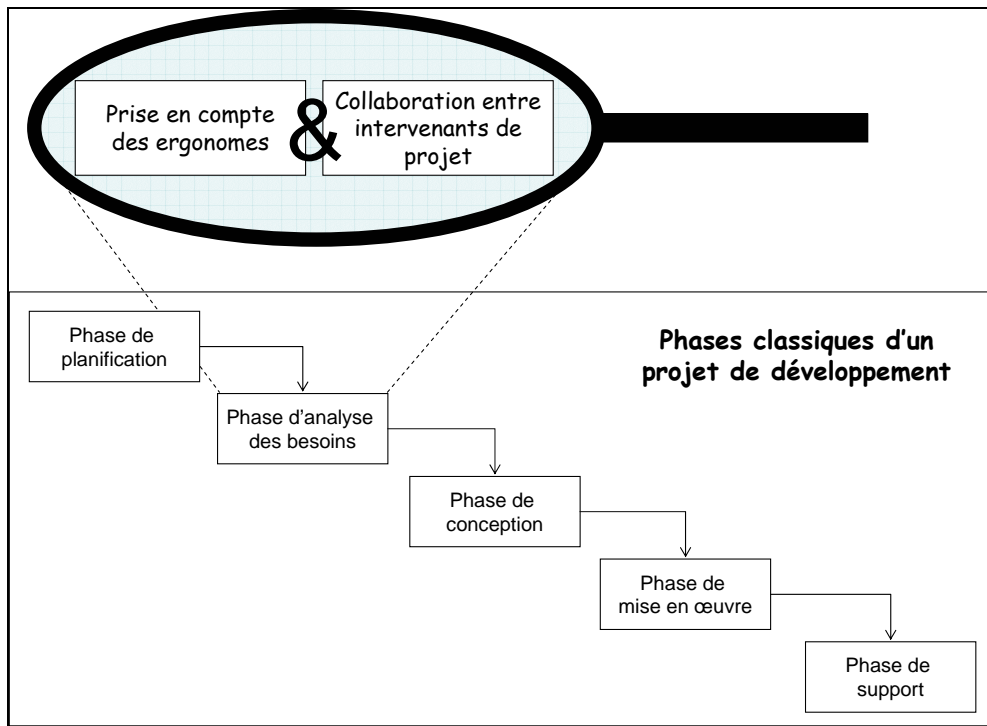 Prise en compte
des ergonomes
&
Collaboration entre
intervenants de
projet
Phases classiques d'un
projet de développement
Phase de
planification
Phase d'analyse
des besoins
Phase de
conception
Phase de
mise en œuvre
Phase de
support